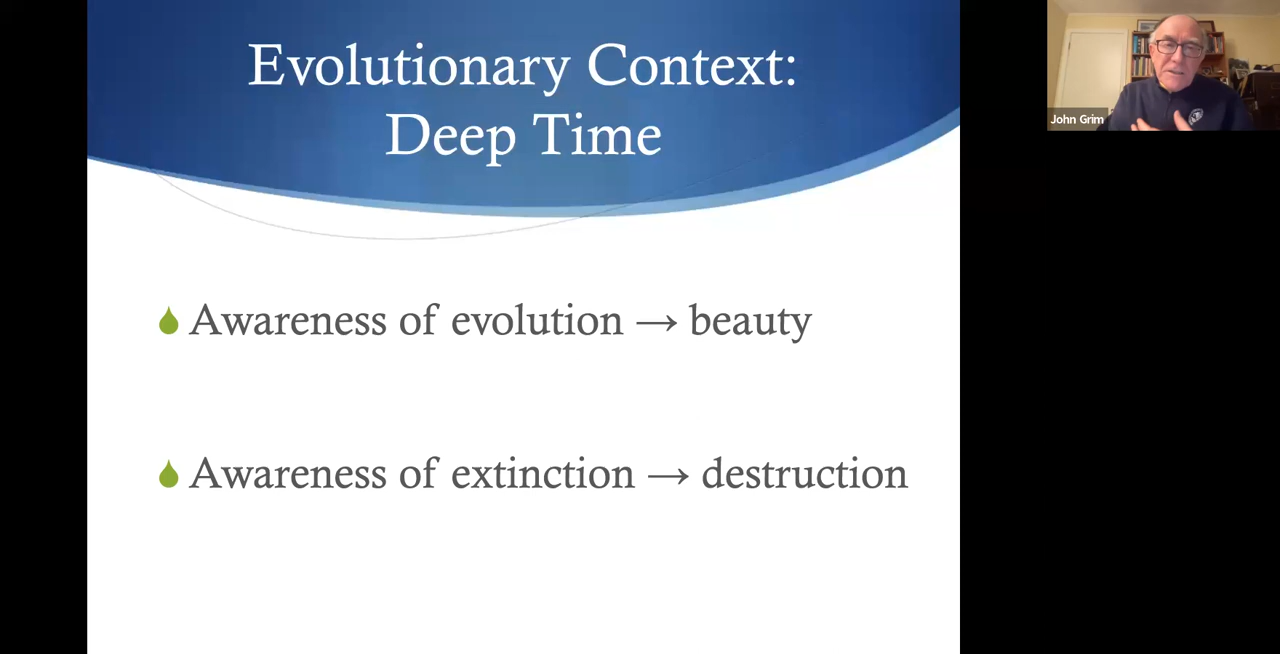 Evolutionary Context:
Deep Time
Awareness of evolution → beauty
Awareness of extinction → destruction
John Grim